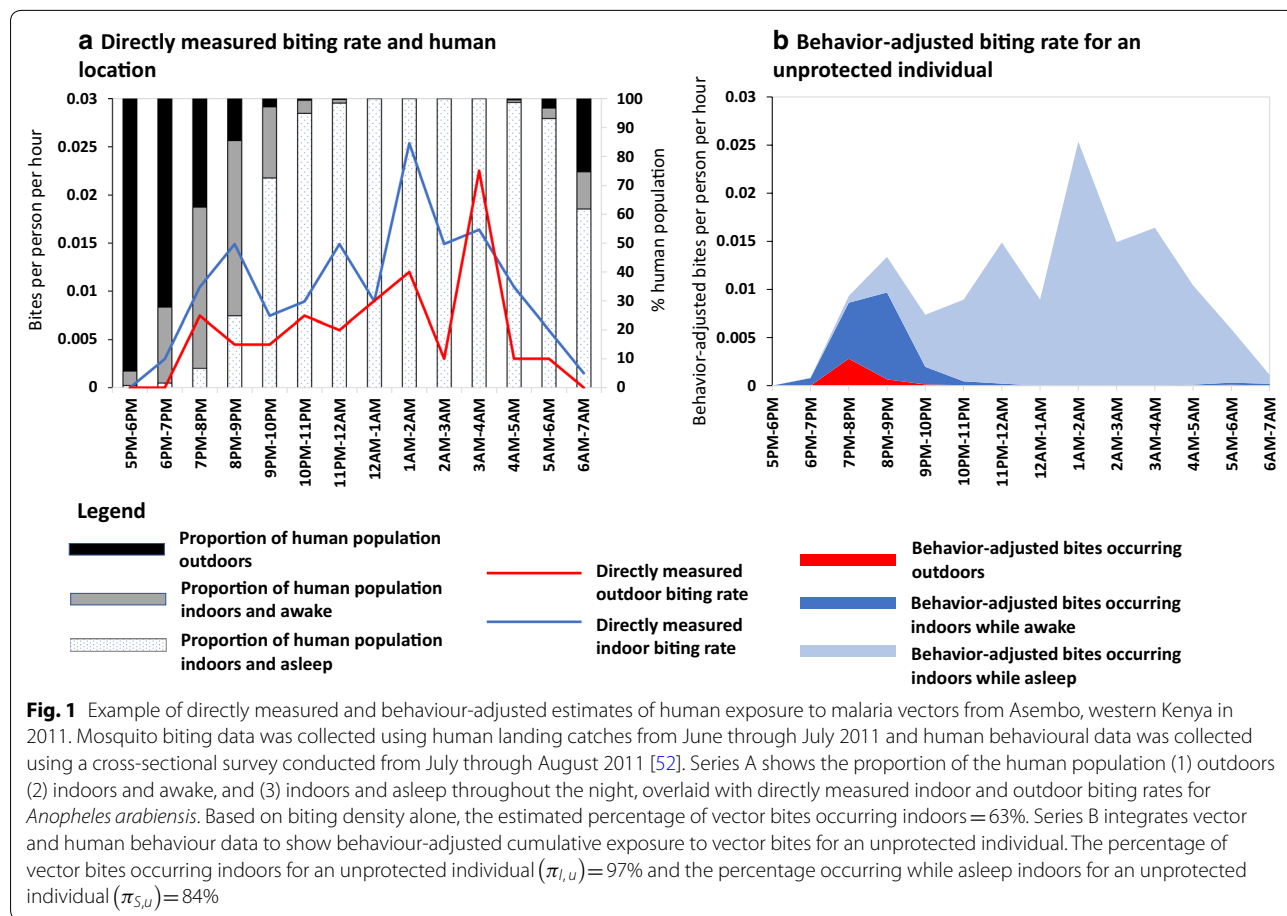 a Directly measured biting rate and human
location
Bites per person per hour
0.03
0.025
0.02
0.015
0.01
0.005
0
100
90
80
70
60
50
40
30
20
10
0
% human population
5PM-6PM
6PM-7PM
7PM-8PM
8PM-9PM
9PM-10PM
10PM-11PM
11PM-12AM
12AM-1AM
1AM-2AM
2AM-3AM
3AM-4AM
4AM-5AM
5AM-6AM
6AM-7AM
b Behavior-adjusted biting rate for an
unprotected individual
Behavior-adjusted bites per person per hour
0.03
0.025
0.02
0.015
0.01
0.005
0
5PM-6PM
6PM-7PM
7PM-8PM
8PM-9PM
9PM-10PM
10PM-11PM
11PM-12AM
12AM-1AM
1AM-2AM
2AM-3AM
3AM-4AM
4AM-5AM
5AM-6AM
6AM-7AM
Legend
Proportion of human population
outdoors
Proportion of human population
indoors and awake
Proportion of human population
indoors and asleep
Directly measured
outdoor biting rate
Directly measured
indoor biting rate
Behavior-adjusted bites occurring
outdoors
Behavior-adjusted bites occurring
indoors while awake
Behavior-adjusted bites occurring
indoors while asleep
Fig. 1 Example of directly measured and behaviour-adjusted estimates of human exposure to malaria vectors from Asembo, western Kenya in
2011. Mosquito biting data was collected using human landing catches from June through July 2011 and human behavioural data was collected
using a cross-sectional survey conducted from July through August 2011 [52]. Series A shows the proportion of the human population (1) outdoors
(2) indoors and awake, and (3) indoors and asleep throughout the night, overlaid with directly measured indoor and outdoor biting rates for
Anopheles arabiensis. Based on biting density alone, the estimated percentage of vector bites occurring indoors = 63%. Series B integrates vector
and human behaviour data to show behaviour-adjusted cumulative exposure to vector bites for an unprotected individual. The percentage of
vector bites occurring indoors for an unprotected individual (π_{I,u}) = 97% and the percentage occurring while asleep indoors for an unprotected
individual (π_{S,u}) = 84%